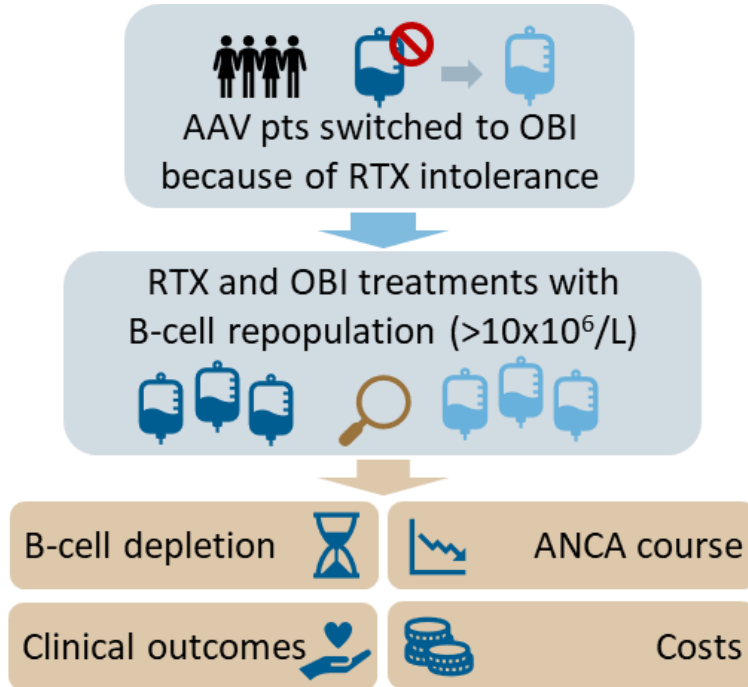 AAV pts switched to OBI
because of RTX intolerance
RTX and OBI treatments with
B-cell repopulation (>10x10⁶/L)
B-cell depletion
ANCA course
Clinical outcomes
Costs